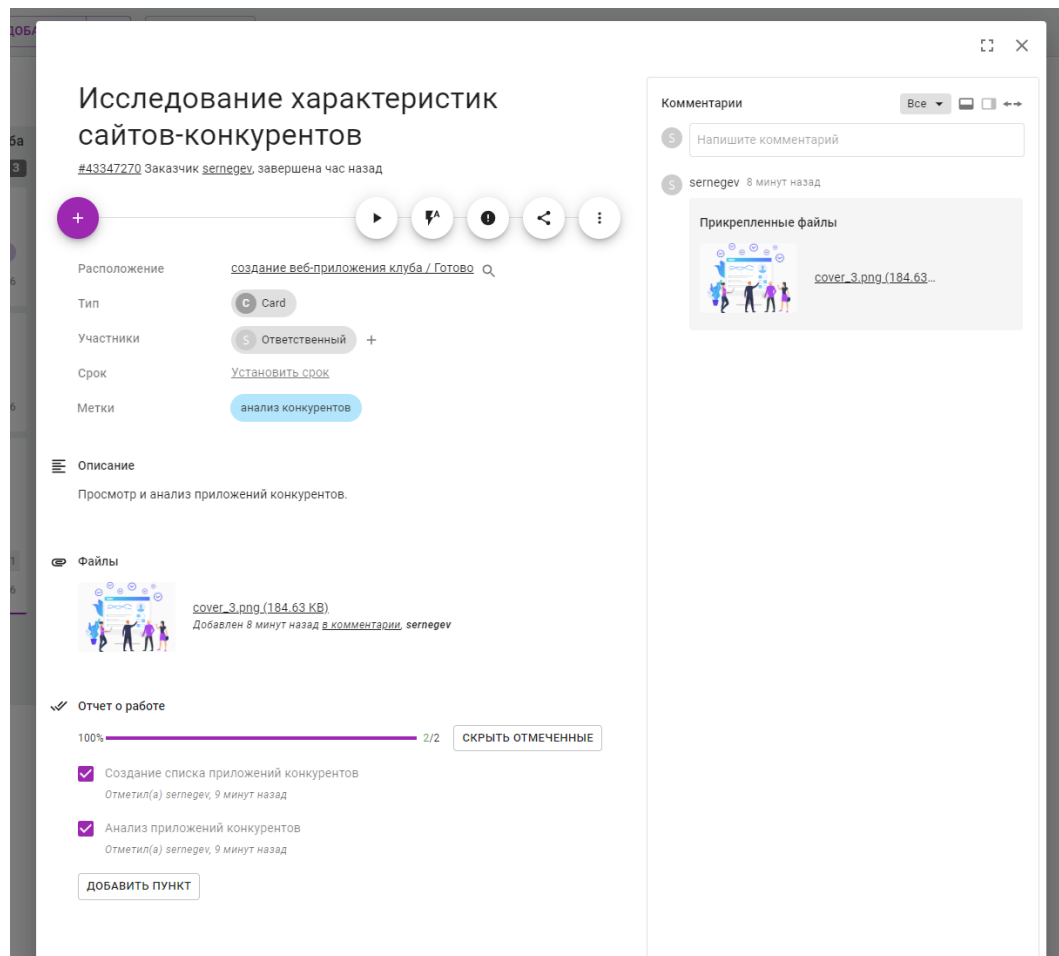 Исследование характеристик
сайтов-конкурентов
#43347270 Заказчик sernegev, завершена час назад
Расположение создание веб-приложения клуба / Готово
Тип C Card
Участники S Ответственный +
Срок Установить срок
Метки анализ конкурентов
Описание
Просмотр и анализ приложений конкурентов.
Файлы
cover_3.png (184.63 KB)
Добавлен 8 минут назад в комментарии, sernegev
Отчет о работе
100% 2/2 СКРЫТЬ ОТМЕЧЕННЫЕ
Создание списка приложений конкурентов
Отметил(а) sernegev, 9 минут назад
Анализ приложений конкурентов
Отметил(а) sernegev, 9 минут назад
ДОБАВИТЬ ПУНКТ
Комментарии Все
S Напишите комментарий
S sernegev 8 минут назад
Прикрепленные файлы
cover_3.png (184.63...